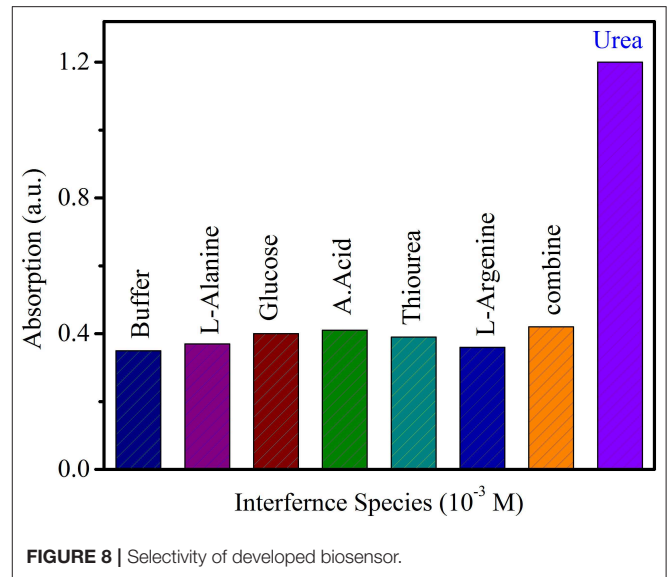 Urea
1.2
0.8
0.4
0.0
Absorption (a.u.)
Buffer
L-Alanine
Glucose
A.Acid
Thiourea
L-Argenine
combine
Interfernce Species (10⁻³ M)
FIGURE 8 | Selectivity of developed biosensor.